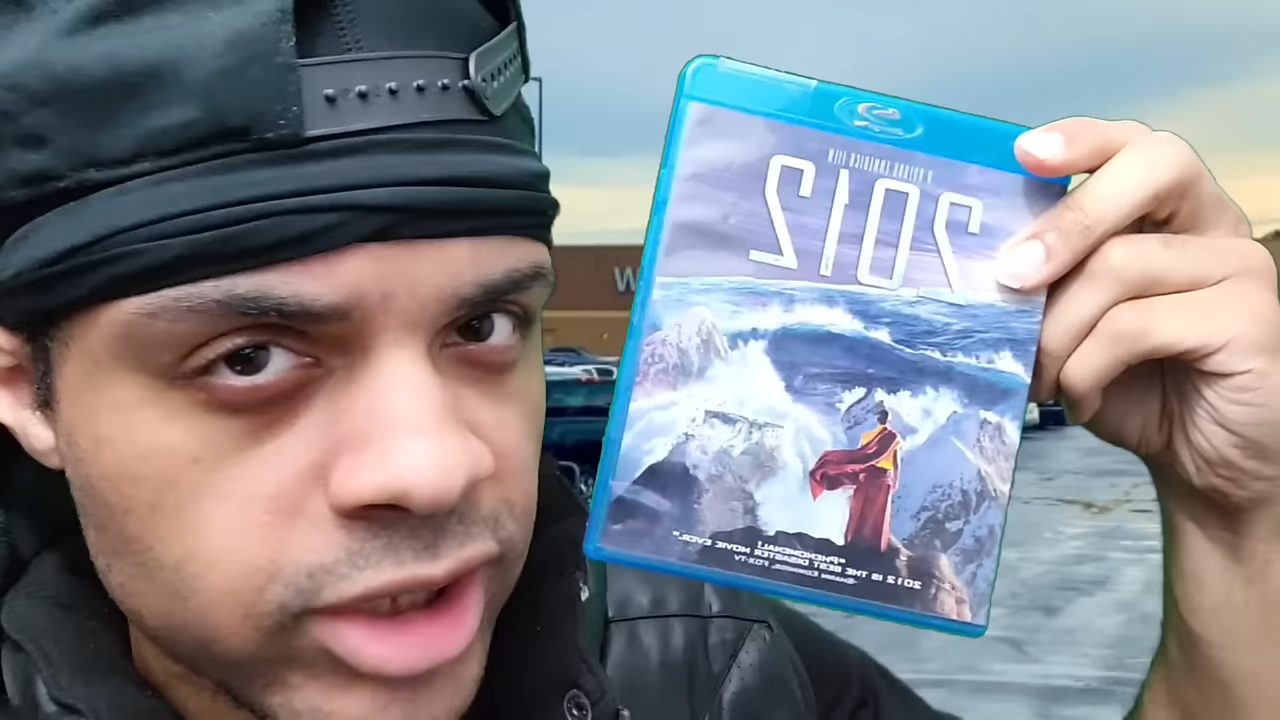 W
A ROLAND EMMERICH FILM
2012
"PHENOMENAL!
2012 IS THE BEST DISASTER MOVIE EVER."
-SHAWN EDWARDS, FOX-TV